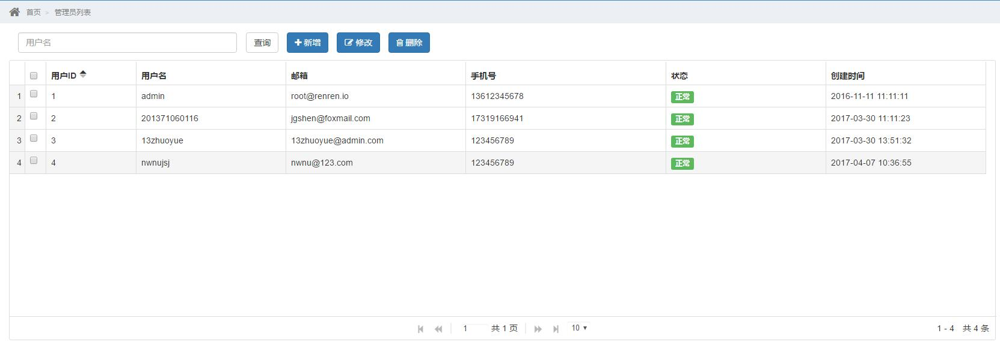 首页 > 管理员列表
用户名 查询 新增 修改 删除
用户ID 用户名 邮箱 手机号 状态 创建时间
1 1 admin root@renren.io 13612345678 正常 2016-11-11 11:11:11
2 2 201371060116 jgshen@foxmail.com 17319166941 正常 2017-03-30 11:11:23
3 3 13zhuoyue 13zhuoyue@admin.com 123456789 正常 2017-03-30 13:51:32
4 4 nwnujsj nwnu@123.com 123456789 正常 2017-04-07 10:36:55
1 共 1 页 10 1 - 4 共 4 条